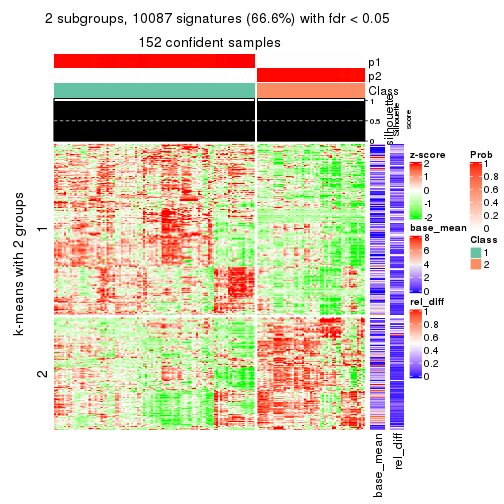 2 subgroups, 10087 signatures (66.6%) with fdr < 0.05
152 confident samples
p1
p2
Class
1
0.5
0
silhouette
Silhouette
score
k-means with 2 groups
1
2
base_mean
rel_diff
z-score
2
1
0
-1
-2
base_mean
8
6
4
2
0
rel_diff
1
0.8
0.6
0.4
0.2
0
Prob
1
0.8
0.6
0.4
0.2
0
Class
1
2